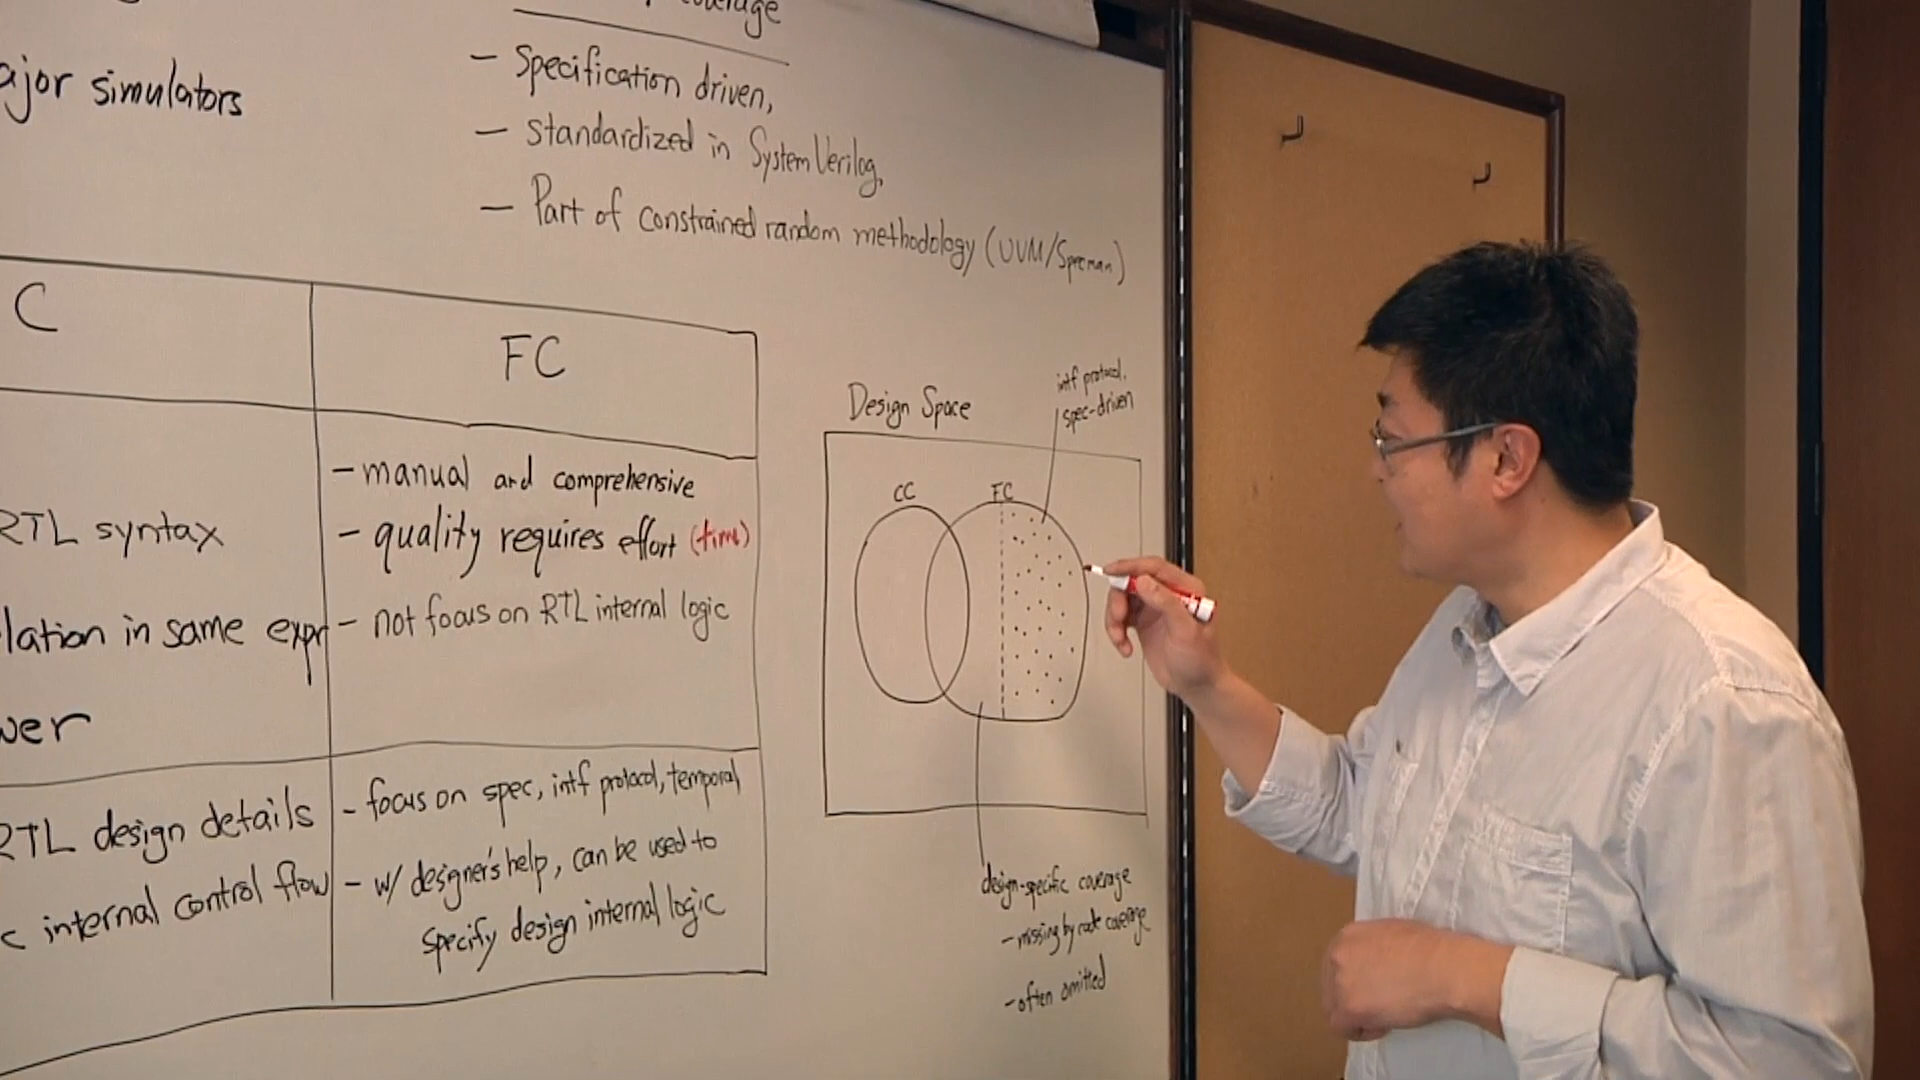 coverage
ajor simulators
- Specification driven,
- Standardized in SystemVerilog,
- Part of constrained random methodology (UVM/Specman)
C
FC
RTL syntax
lation in same expr
wer
- manual and comprehensive
- quality requires effort (time)
- not focus on RTL internal logic
RTL design details
c internal control flow
- focus on spec, intf protocol, temporal
- w/ designer's help, can be used to
specify design internal logic
Design Space
intf protocol,
spec-driven
CC
FC
design-specific coverage
- missing by code coverage
- often omitted